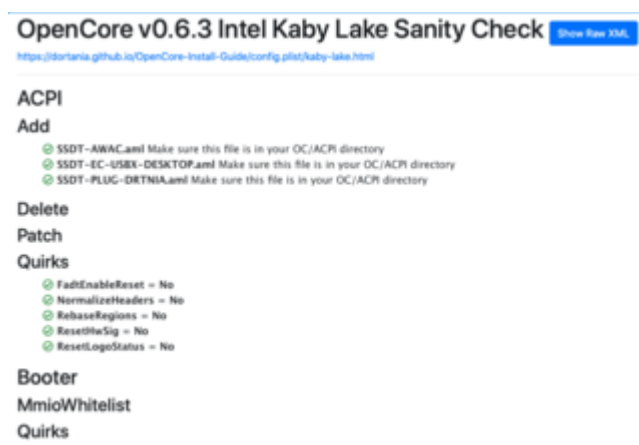 OpenCore v0.6.3 Intel Kaby Lake Sanity Check Show Raw XML
https://dortania.github.io/OpenCore-Install-Guide/config.plist/kaby-lake.html
ACPI
Add
SSDT-AWAC.aml Make sure this file is in your OC/ACPI directory
SSDT-EC-USBX-DESKTOP.aml Make sure this file is in your OC/ACPI directory
SSDT-PLUG-DRTNIA.aml Make sure this file is in your OC/ACPI directory
Delete
Patch
Quirks
FadtEnableReset = No
NormalizeHeaders = No
RebaseRegions = No
ResetHwSig = No
ResetLogoStatus = No
Booter
MmioWhitelist
Quirks